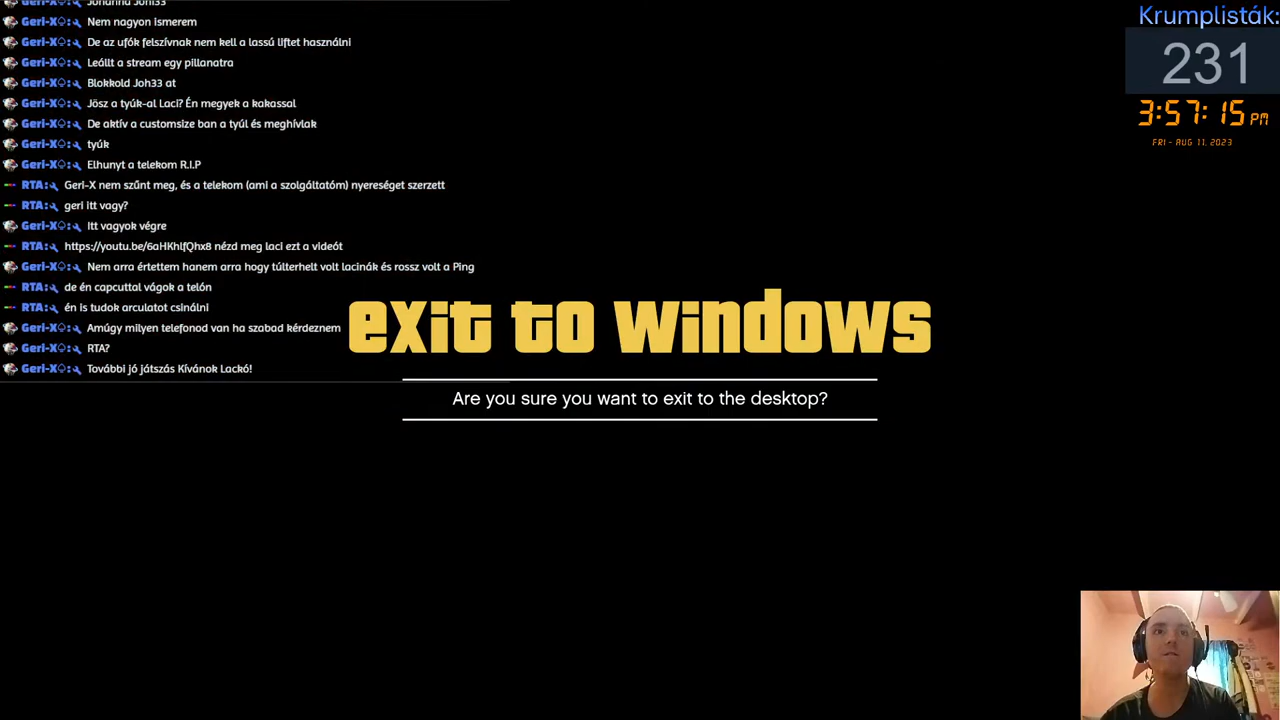 Johanna Joh33
Geri-X♤: Nem nagyon ismerem
Geri-X♤: De az ufók felszívnak nem kell a lassú liftet használni
Geri-X♤: Leállt a stream egy pillanatra
Geri-X♤: Blokkold Joh33 at
Geri-X♤: Jösz a tyúk-al Laci? Én megyek a kakassal
Geri-X♤: De aktív a customsize ban a tyúl és meghívlak
Geri-X♤: tyúk
Geri-X♤: Elhunyt a telekom R.I.P
RTA: Geri-X nem szűnt meg, és a telekom (ami a szolgáltatóm) nyereséget szerzett
RTA: geri itt vagy?
Geri-X♤: Itt vagyok végre
RTA: https://youtu.be/6aHKhlfQhx8 nézd meg laci ezt a videót
Geri-X♤: Nem arra értettem hanem arra hogy túlterhelt volt lacinák és rossz volt a Ping
RTA: de én capcuttal vágok a telón
RTA: én is tudok arculatot csinálni
Geri-X♤: Amúgy milyen telefonod van ha szabad kérdeznem
Geri-X♤: RTA?
Geri-X♤: További jó játszás Kívánok Lackó!
Krumplisták:
231
3:57:15 PM
FRI - AUG 11, 2023
exit to windows
Are you sure you want to exit to the desktop?